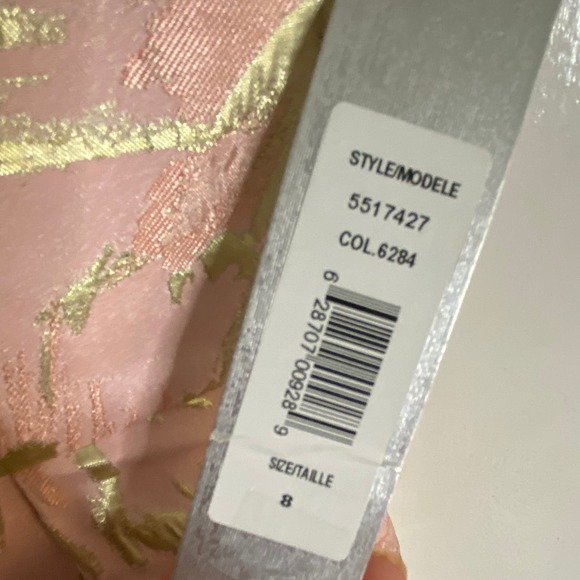 STYLE/MODELE
5517427
COL.6284
6 28707 00928 9
SIZE/TAILLE
8